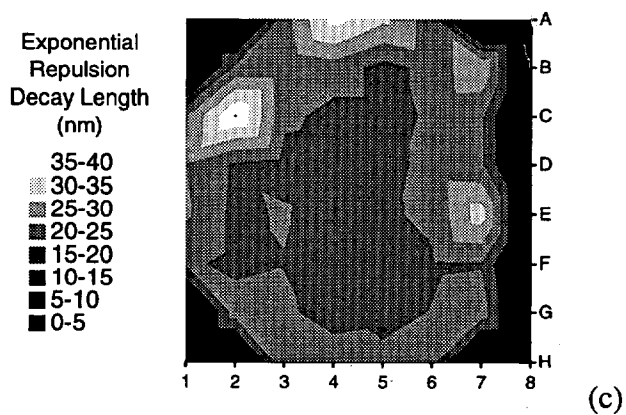 Exponential
Repulsion
Decay Length
(nm)
35-40
30-35
25-30
20-25
15-20
10-15
5-10
0-5
A
B
C
D
E
F
G
H
1 2 3 4 5 6 7 8
(c)